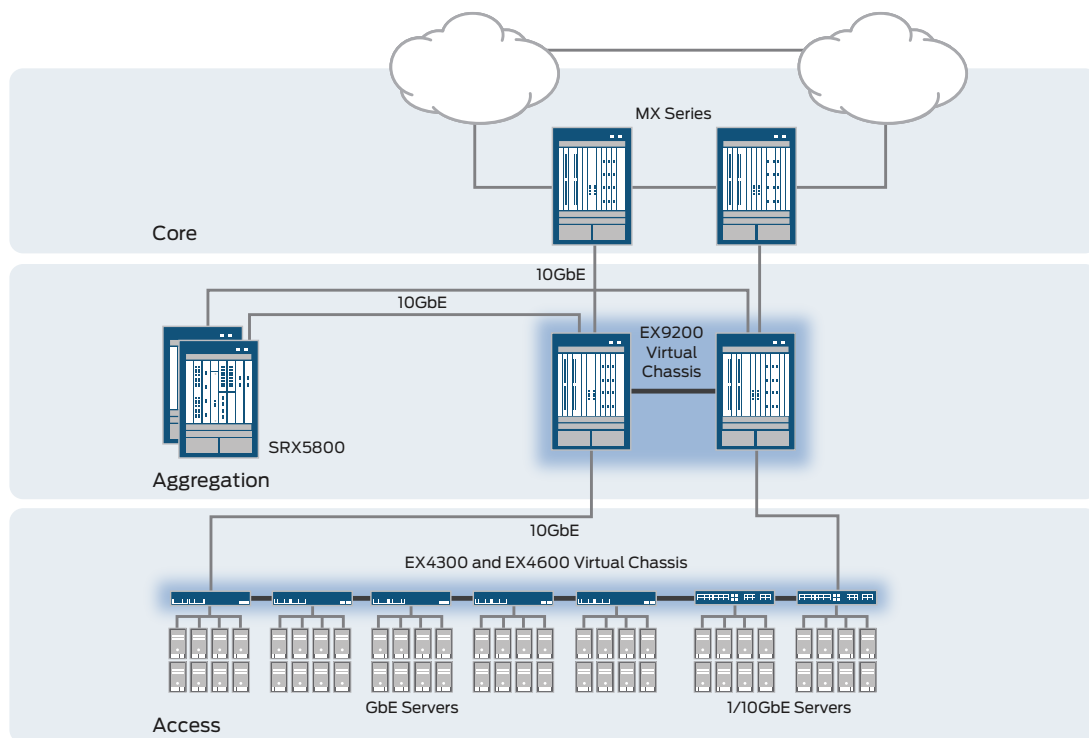 MX Series
Core
10GbE
10GbE
EX9200
Virtual
Chassis
SRX5800
Aggregation
10GbE
EX4300 and EX4600 Virtual Chassis
GbE Servers
1/10GbE Servers
Access